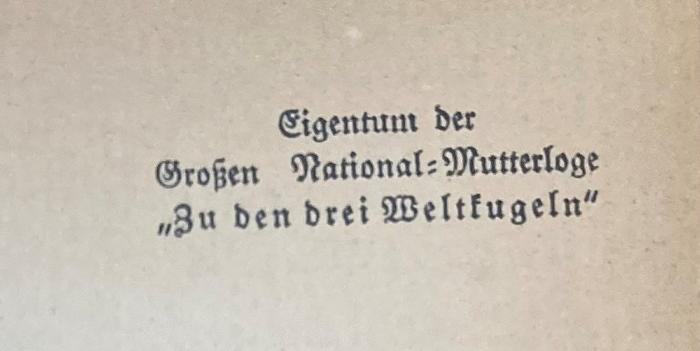 Eigentum der
Großen National-Mutterloge
„Zu den drei Weltkugeln“